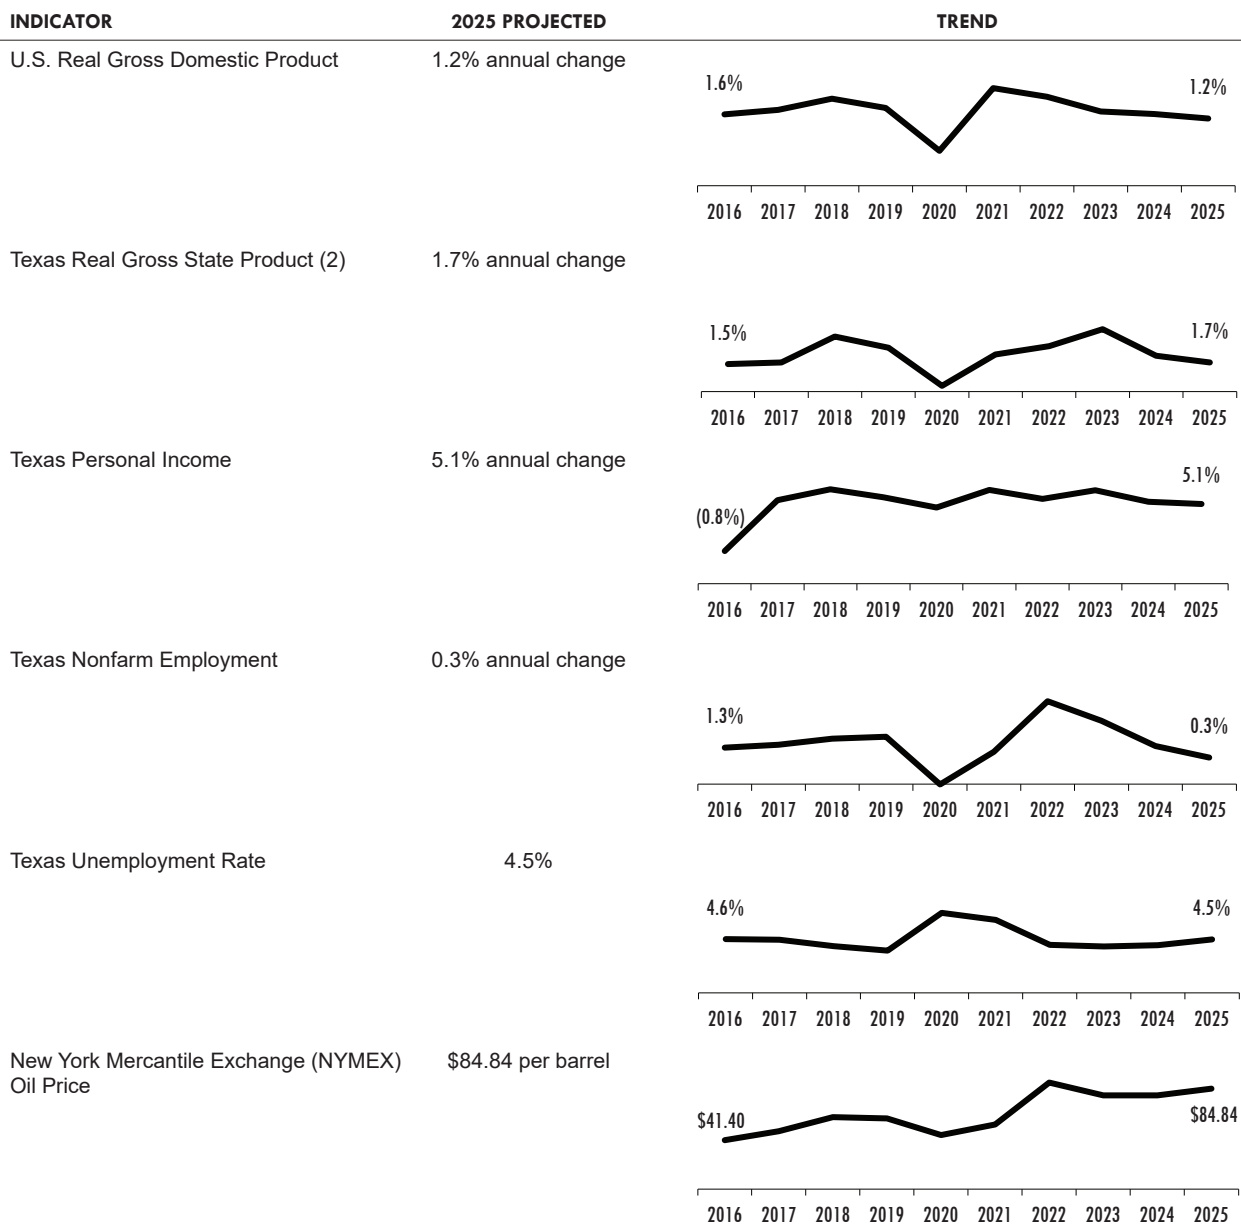 INDICATOR 2025 PROJECTED TREND
U.S. Real Gross Domestic Product 1.2% annual change
1.6% 1.2%
2016 2017 2018 2019 2020 2021 2022 2023 2024 2025
Texas Real Gross State Product (2) 1.7% annual change
1.5% 1.7%
2016 2017 2018 2019 2020 2021 2022 2023 2024 2025
Texas Personal Income 5.1% annual change
5.1%
(0.8%)
2016 2017 2018 2019 2020 2021 2022 2023 2024 2025
Texas Nonfarm Employment 0.3% annual change
1.3% 0.3%
2016 2017 2018 2019 2020 2021 2022 2023 2024 2025
Texas Unemployment Rate 4.5%
4.6% 4.5%
2016 2017 2018 2019 2020 2021 2022 2023 2024 2025
New York Mercantile Exchange (NYMEX) $84.84 per barrel
Oil Price
$41.40 $84.84
2016 2017 2018 2019 2020 2021 2022 2023 2024 2025